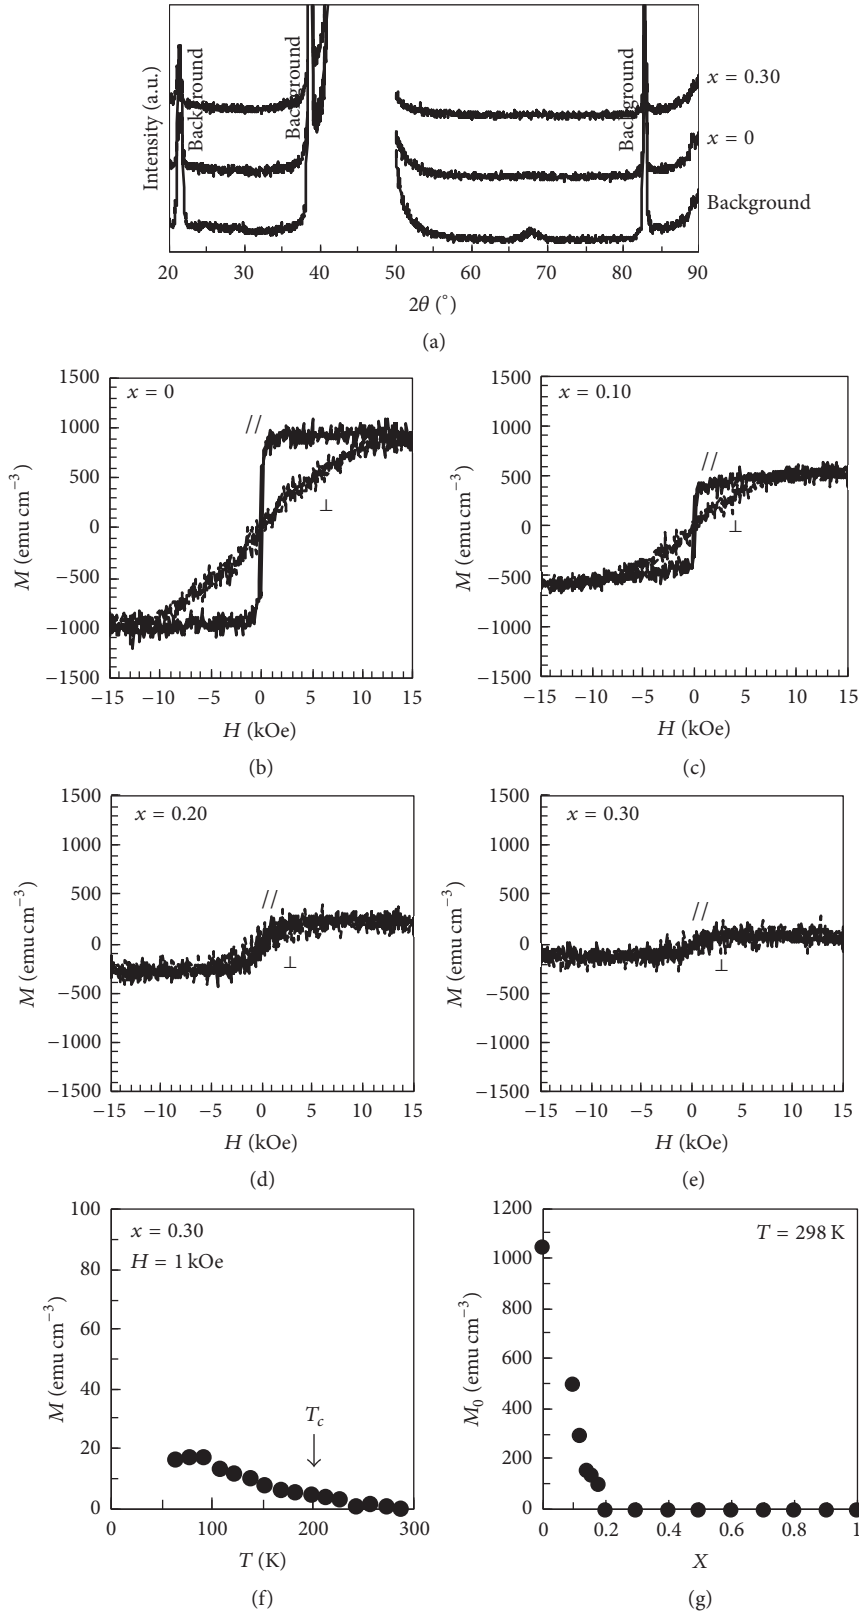 Intensity (a.u.)
Background
Background
Background
x = 0.30
x = 0
Background
20 30 40 50 60 70 80 90
2θ (°)
(a)
1500
1000
500
0
−500
−1000
−1500
M (emu cm⁻³)
x = 0
//
⊥
−15 −10 −5 0 5 10 15
H (kOe)
(b)
1500
1000
500
0
−500
−1000
−1500
M (emu cm⁻³)
x = 0.10
//
⊥
−15 −10 −5 0 5 10 15
H (kOe)
(c)
1500
1000
500
0
−500
−1000
−1500
M (emu cm⁻³)
x = 0.20
//
⊥
−15 −10 −5 0 5 10 15
H (kOe)
(d)
1500
1000
500
0
−500
−1000
−1500
M (emu cm⁻³)
x = 0.30
//
⊥
−15 −10 −5 0 5 10 15
H (kOe)
(e)
100
80
60
40
20
0
M (emu cm⁻³)
x = 0.30
H = 1 kOe
T_c
0 100 200 300
T (K)
(f)
1200
1000
800
600
400
200
0
M₀ (emu cm⁻³)
T = 298 K
0 0.2 0.4 0.6 0.8 1
X
(g)